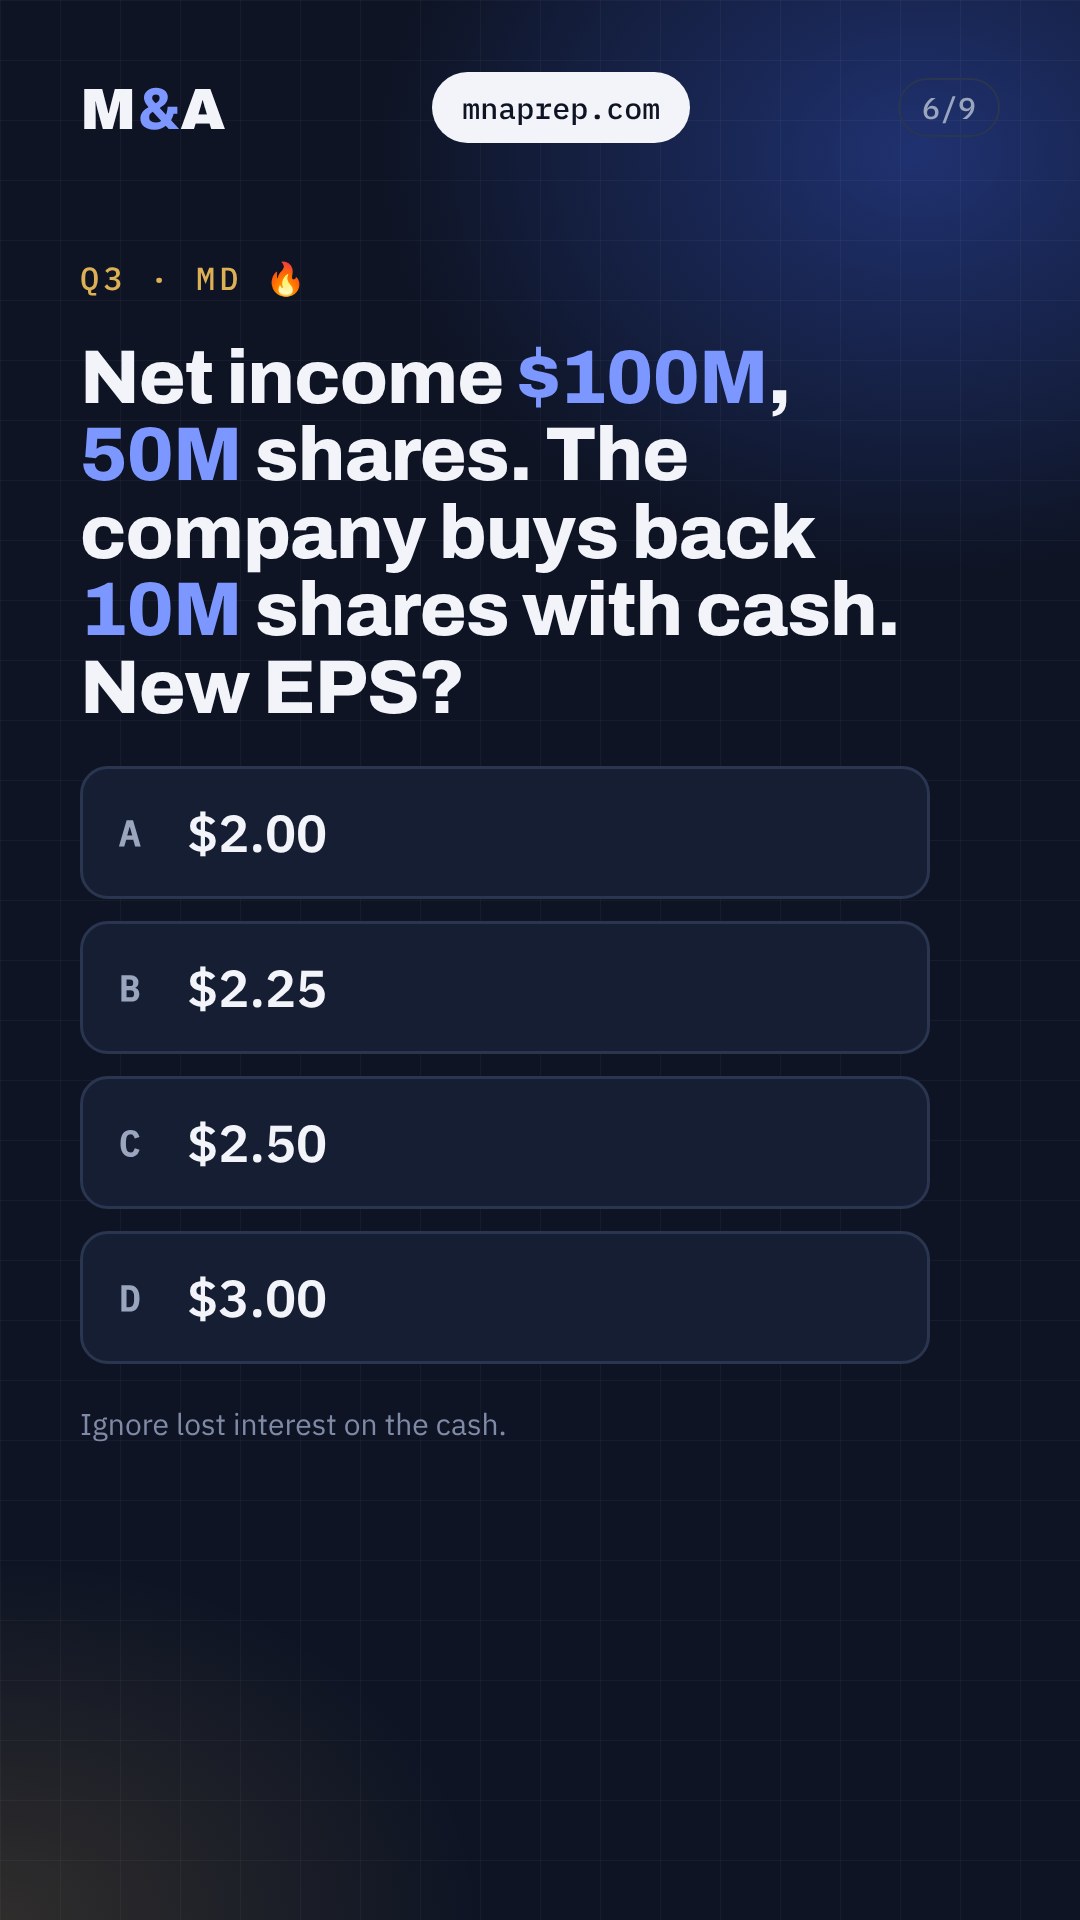 M&A
mnaprep.com
6/9
Q3 · MD 🔥
Net income $100M,
50M shares. The
company buys back
10M shares with cash.
New EPS?
A $2.00
B $2.25
C $2.50
D $3.00
Ignore lost interest on the cash.